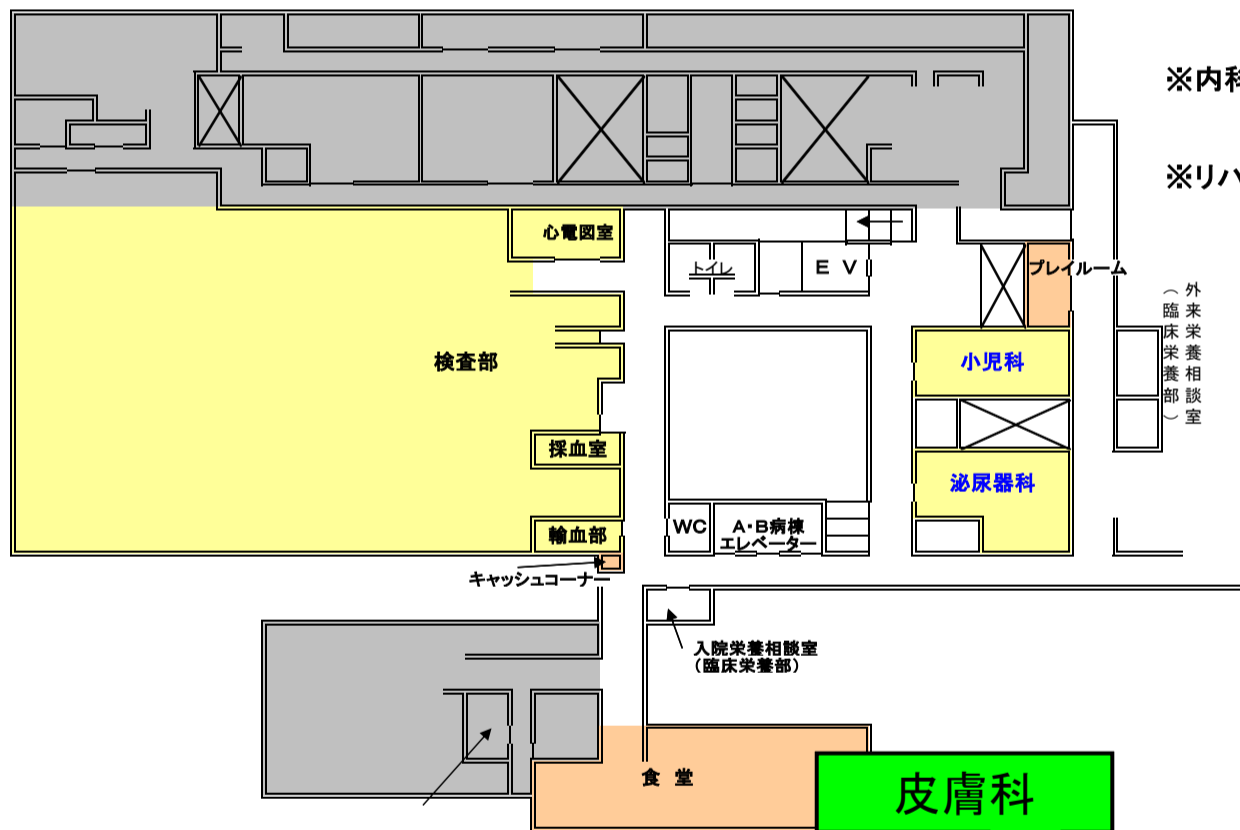 ※内科
※リハ
心電図室
トイレ
E V
プレイルーム
外来栄養相談室
(臨床栄養部)
検査部
小児科
採血室
泌尿器科
輸血部
WC
A・B病棟
エレベーター
キャッシュコーナー
入院栄養相談室
(臨床栄養部)
食 堂
皮膚科